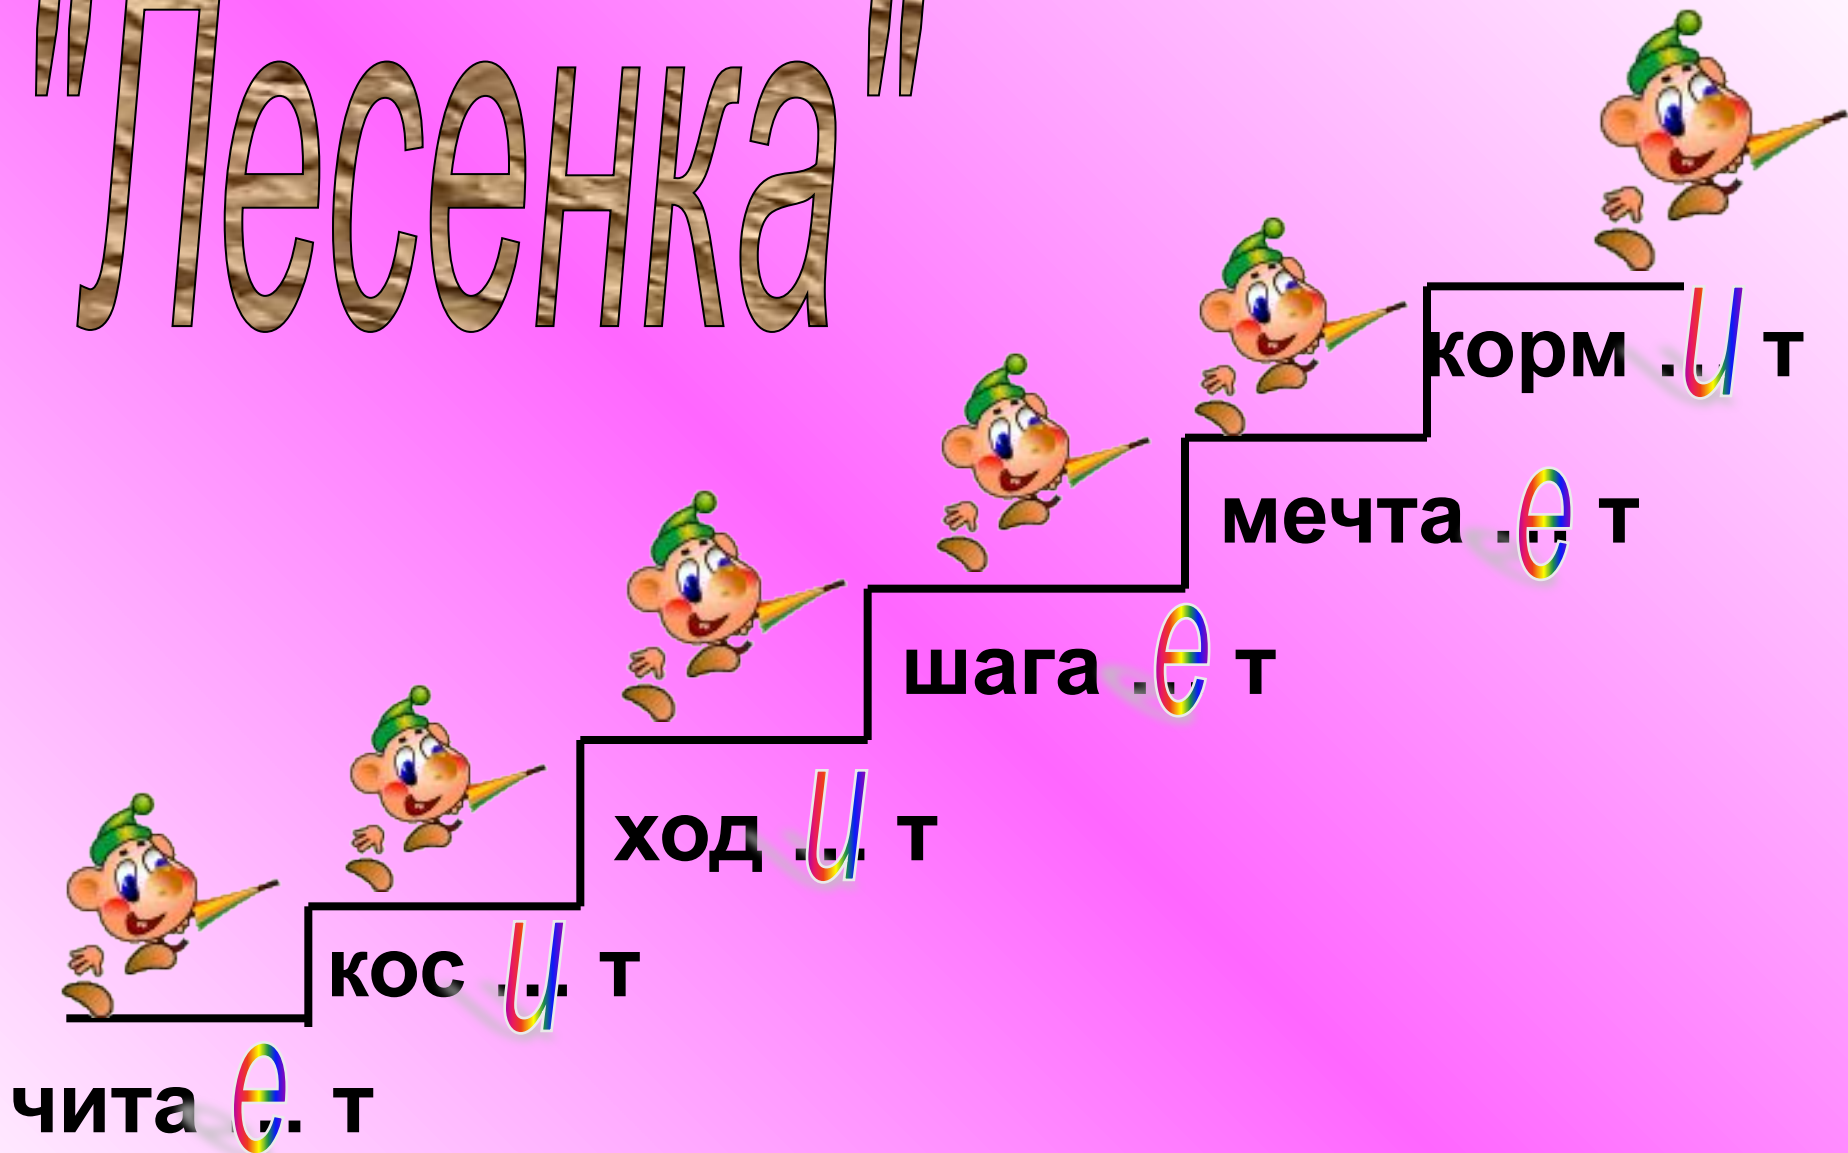 "Лесенка"
корм ...и т
мечта ...е т
шага ...е т
ход ...и т
кос ...и т
чита ...е т